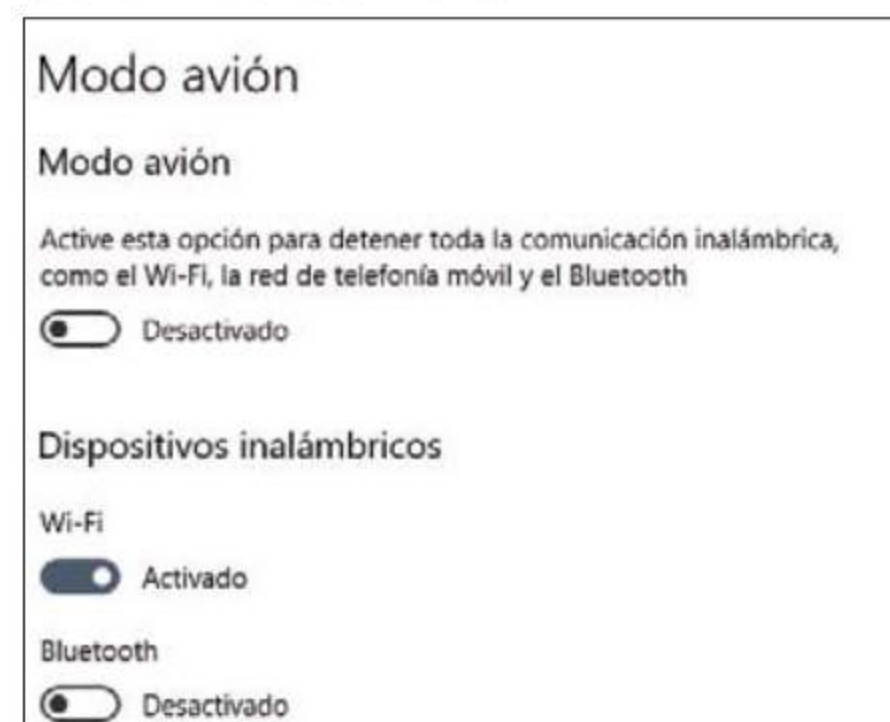 Modo avión
Modo avión
Active esta opción para detener toda la comunicación inalámbrica,
como el Wi-Fi, la red de telefonía móvil y el Bluetooth
Desactivado
Dispositivos inalámbricos
Wi-Fi
Activado
Bluetooth
Desactivado